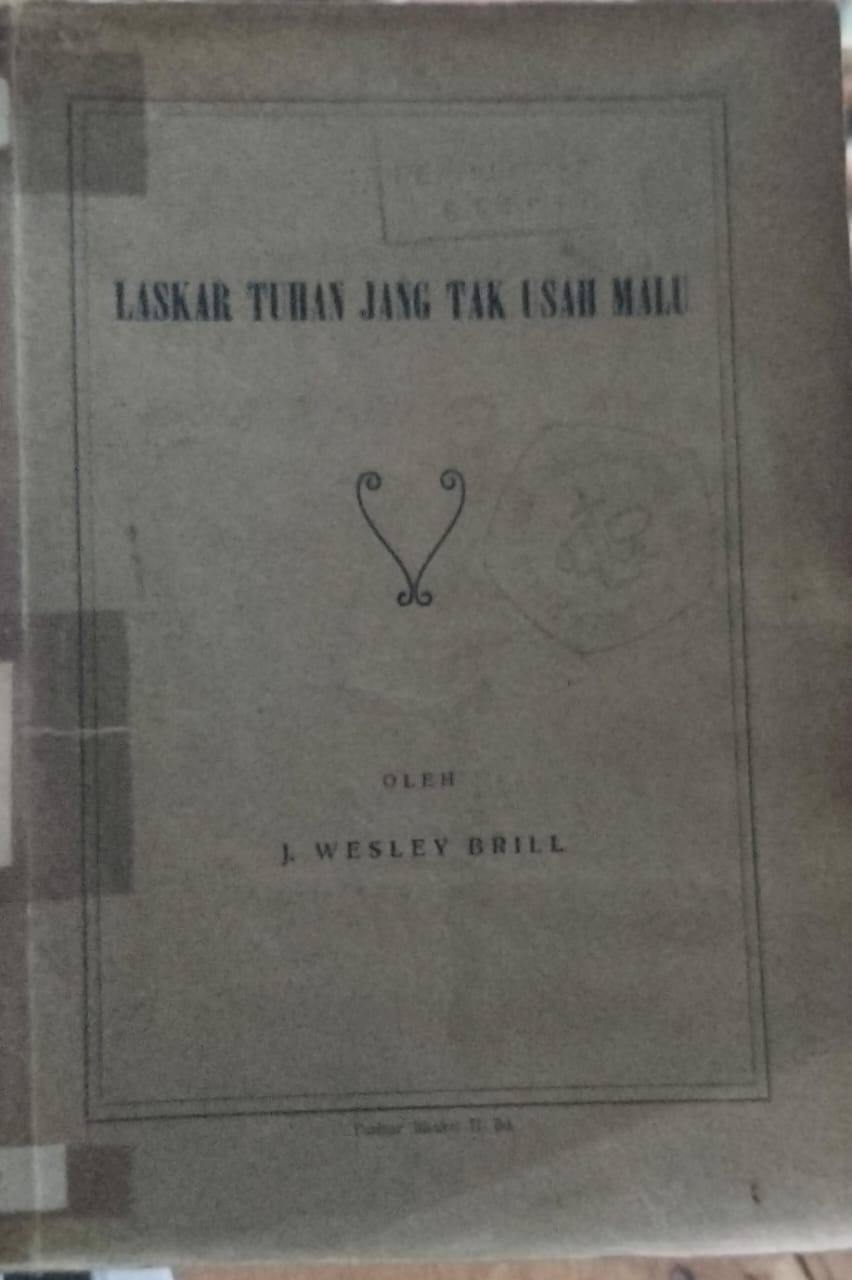 LASKAR TUHAN JANG TAK USAH MALU
OLEH
J. WESLEY BRILL